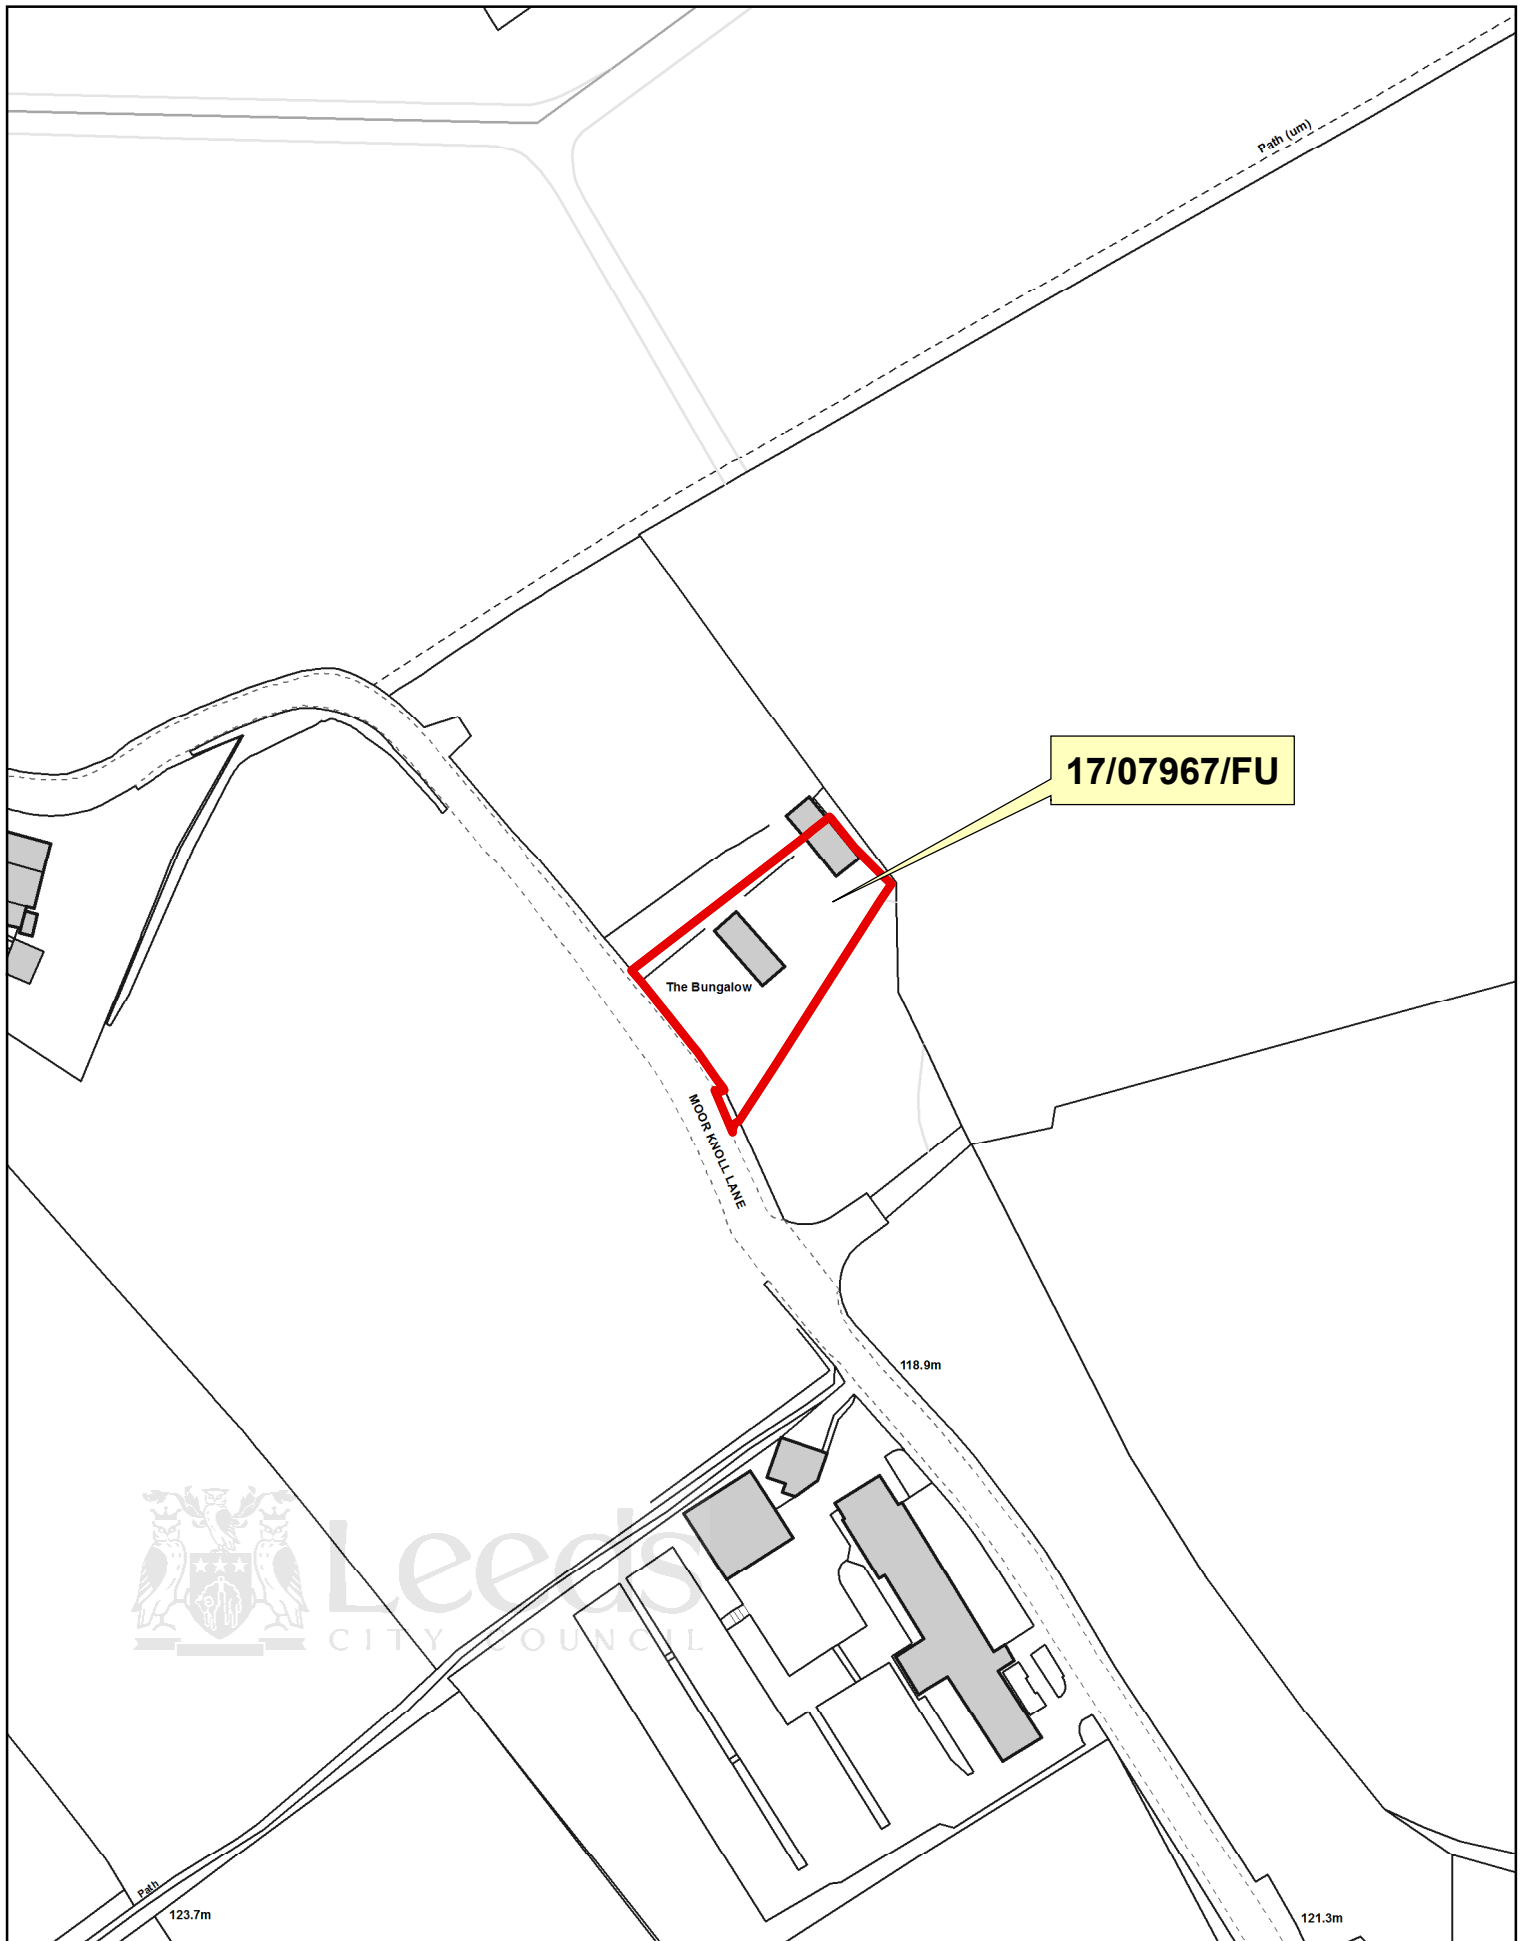 Path (um)
17/07967/FU
The Bungalow
MOOR KNOLL LANE
118.9m
Leeds
CITY COUNCIL
Path
123.7m
121.3m